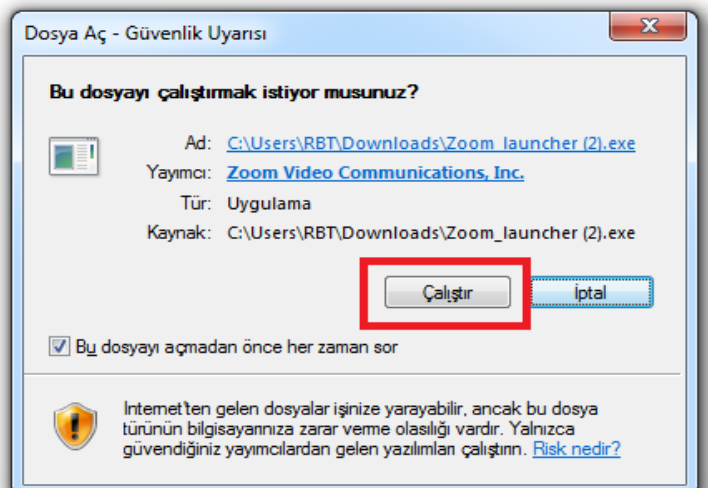 Dosya Aç - Güvenlik Uyarısı
Bu dosyayı çalıştırmak istiyor musunuz?
Ad: C:\Users\RBT\Downloads\Zoom_launcher (2).exe
Yayımcı: Zoom Video Communications, Inc.
Tür: Uygulama
Kaynak: C:\Users\RBT\Downloads\Zoom_launcher (2).exe
Çalıştır İptal
Bu dosyayı açmadan önce her zaman sor
Internet'ten gelen dosyalar işinize yarayabilir, ancak bu dosya
türünün bilgisayarınıza zarar verme olasılığı vardır. Yalnızca
güvendiğiniz yayımcılardan gelen yazılımları çalıştırın. Risk nedir?